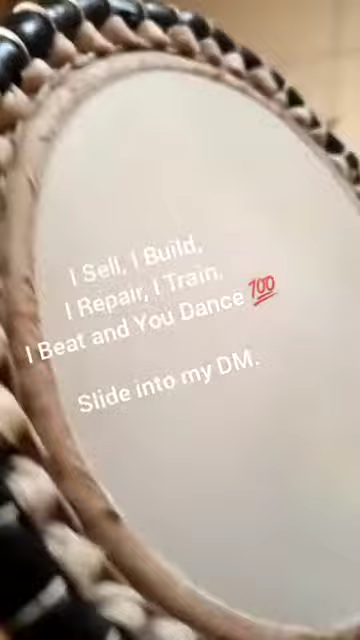 I Sell, I Build,
I Repair, I Train,
I Beat and You Dance 💯
Slide into my DM.